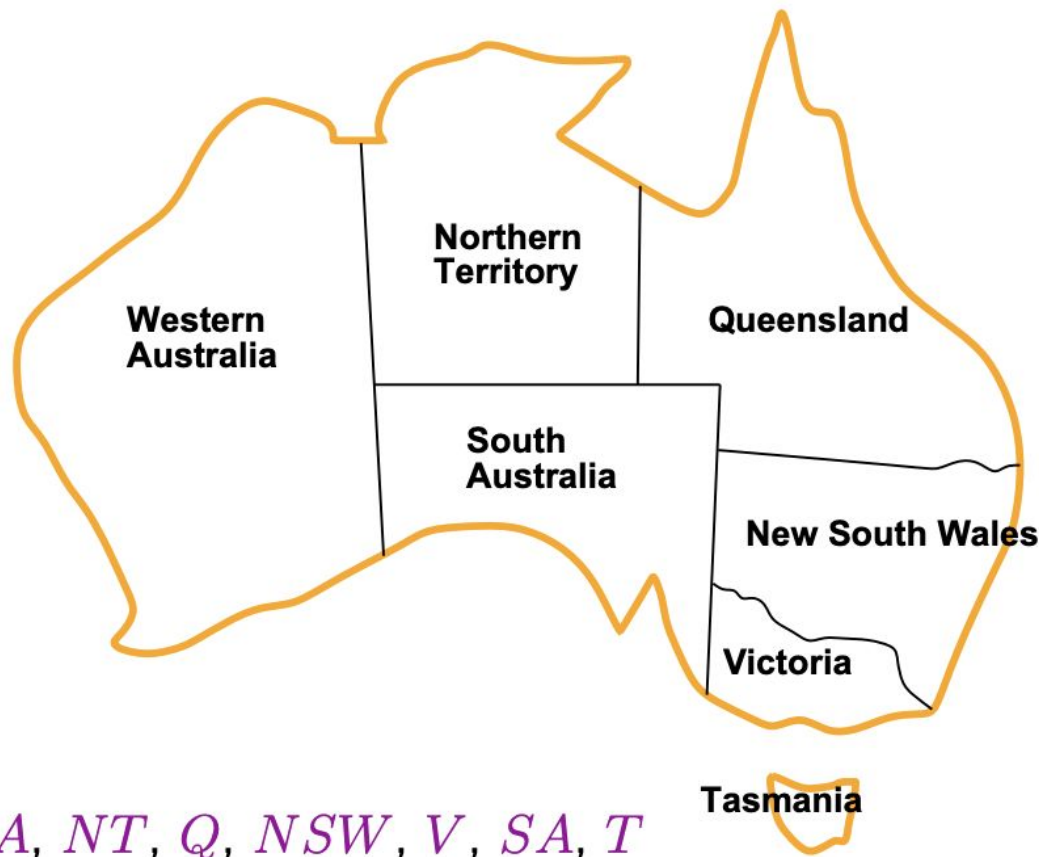 Northern
Territory
Western
Australia
Queensland
South
Australia
New South Wales
Victoria
Tasmania
A, NT, Q, NSW, V, SA, T